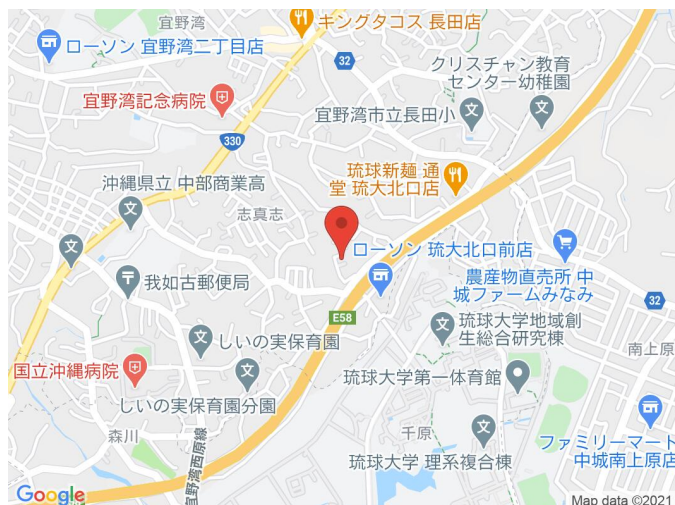 宜野湾
キングタコス 長田店
ローソン 宜野湾二丁目店
32
クリスチャン教育
センター幼稚園
宜野湾記念病院
宜野湾市立長田小
330
琉球新麺 通
堂 琉大北口店
沖縄県立 中部商業高
志真志
ローソン 琉大北口前店
我如古郵便局
農産物直売所 中
城ファームみなみ
32
E58
しいの実保育園
琉球大学地域創
生総合研究棟
南上原
国立沖縄病院
琉球大学第一体育館
しいの実保育園分園
森川
千原
ファミリーマート
中城南上原店
琉球大学 理系複合棟
宜野湾西原線
Google
Map data ©2021